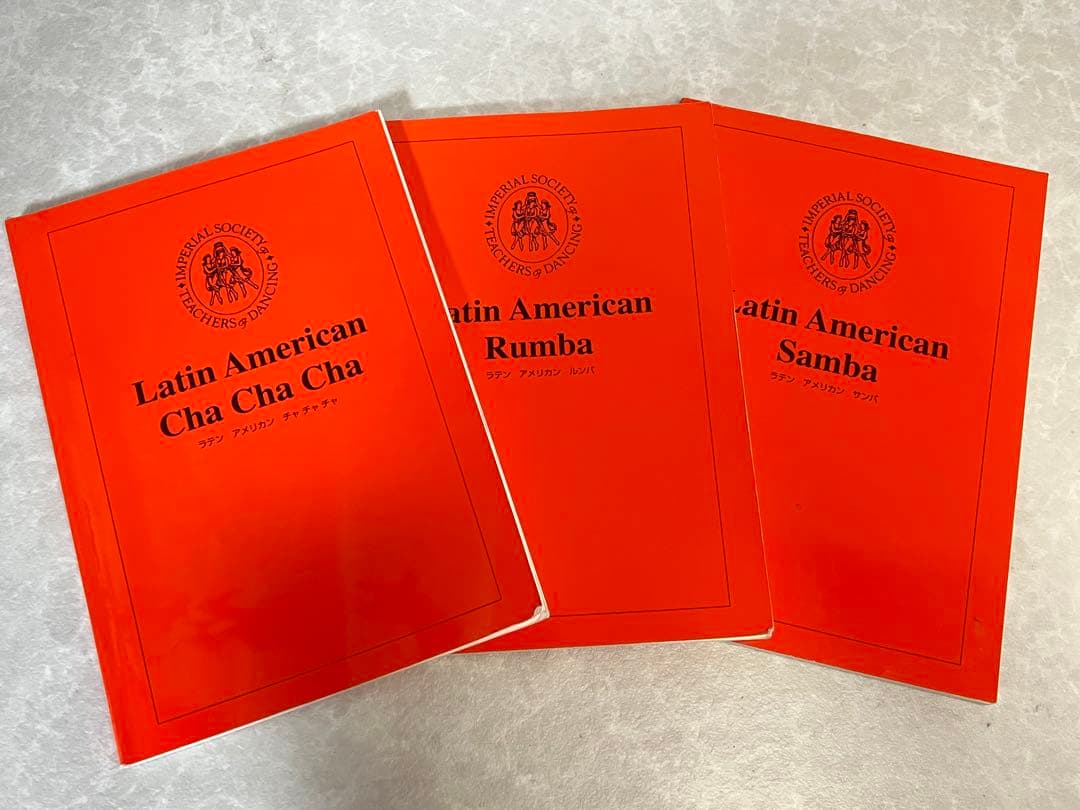 IMPERIAL SOCIETY of
TEACHERS of DANCING
Latin American
Cha Cha Cha
ラテン アメリカン チャ チャ チャ
IMPERIAL SOCIETY of
TEACHERS of DANCING
atin American
Rumba
ラテン アメリカン ルンバ
IMPERIAL SOCIETY of
TEACHERS of DANCING
atin American
Samba
ラテン アメリカン サンバ